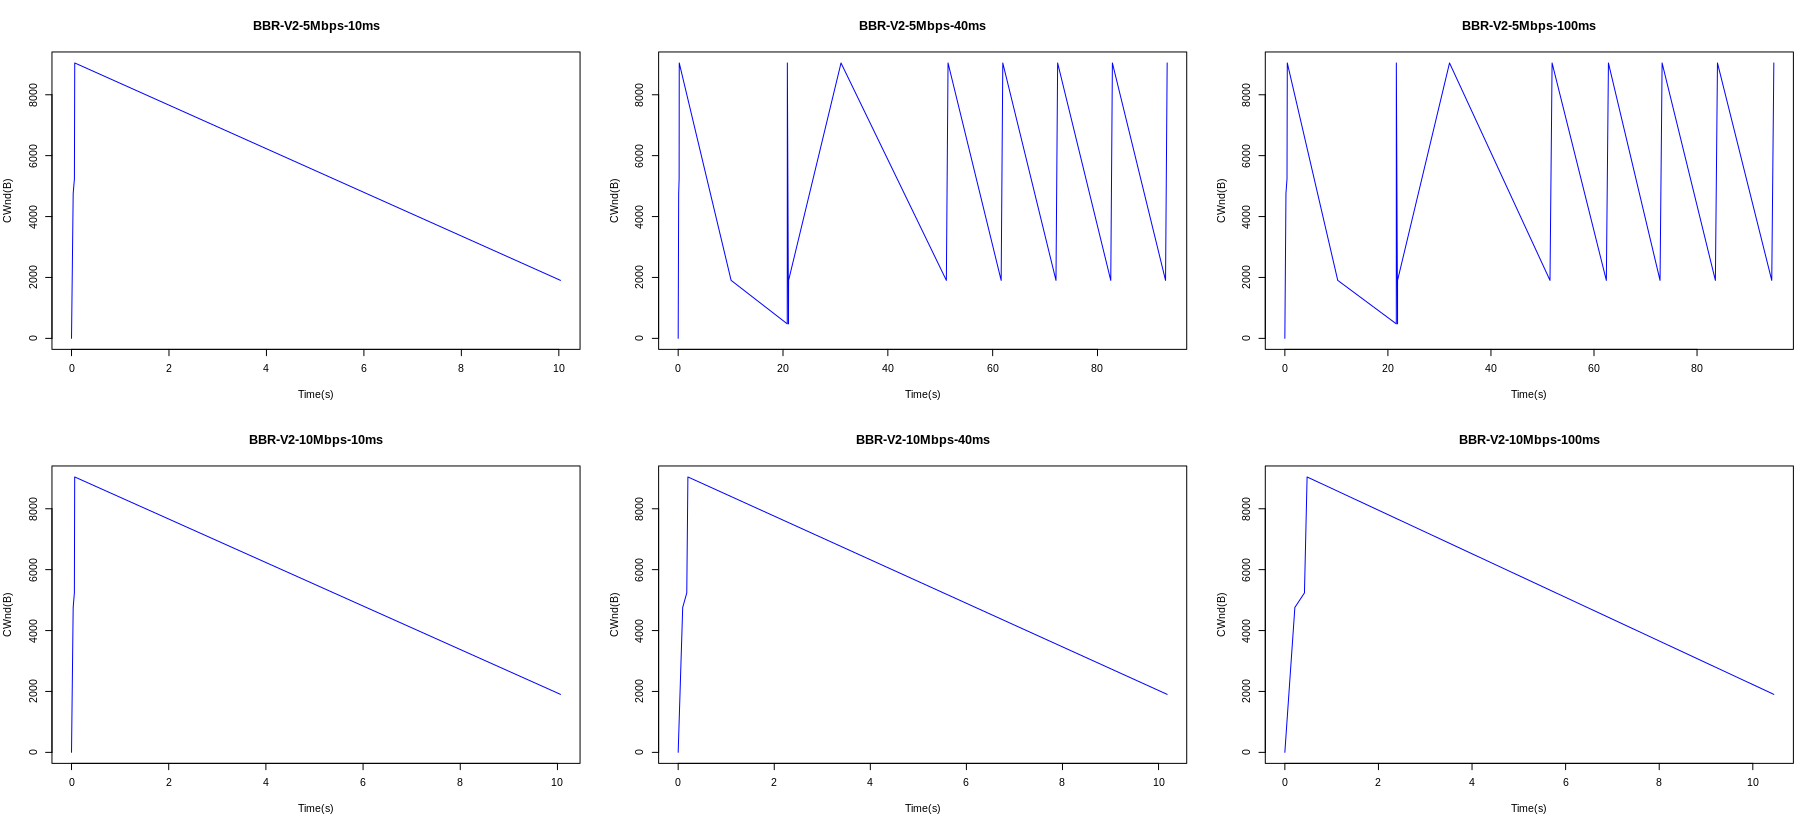 BBR-V2-5Mbps-10ms
CWnd(B)
8000
6000
4000
2000
0
0 2 4 6 8 10
Time(s)
BBR-V2-5Mbps-40ms
CWnd(B)
8000
6000
4000
2000
0
0 20 40 60 80
Time(s)
BBR-V2-5Mbps-100ms
CWnd(B)
8000
6000
4000
2000
0
0 20 40 60 80
Time(s)
BBR-V2-10Mbps-10ms
CWnd(B)
8000
6000
4000
2000
0
0 2 4 6 8 10
Time(s)
BBR-V2-10Mbps-40ms
CWnd(B)
8000
6000
4000
2000
0
0 2 4 6 8 10
Time(s)
BBR-V2-10Mbps-100ms
CWnd(B)
8000
6000
4000
2000
0
0 2 4 6 8 10
Time(s)